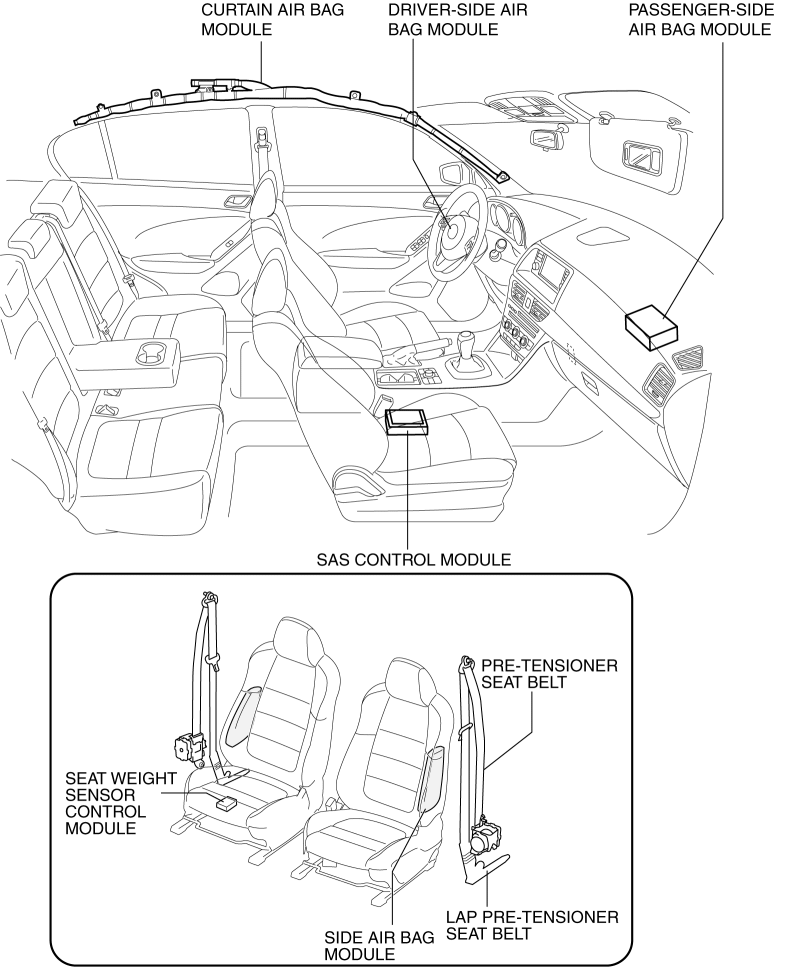 CURTAIN AIR BAG
MODULE
DRIVER-SIDE AIR
BAG MODULE
PASSENGER-SIDE
AIR BAG MODULE
SAS CONTROL MODULE
PRE-TENSIONER
SEAT BELT
SEAT WEIGHT
SENSOR
CONTROL
MODULE
LAP PRE-TENSIONER
SEAT BELT
SIDE AIR BAG
MODULE